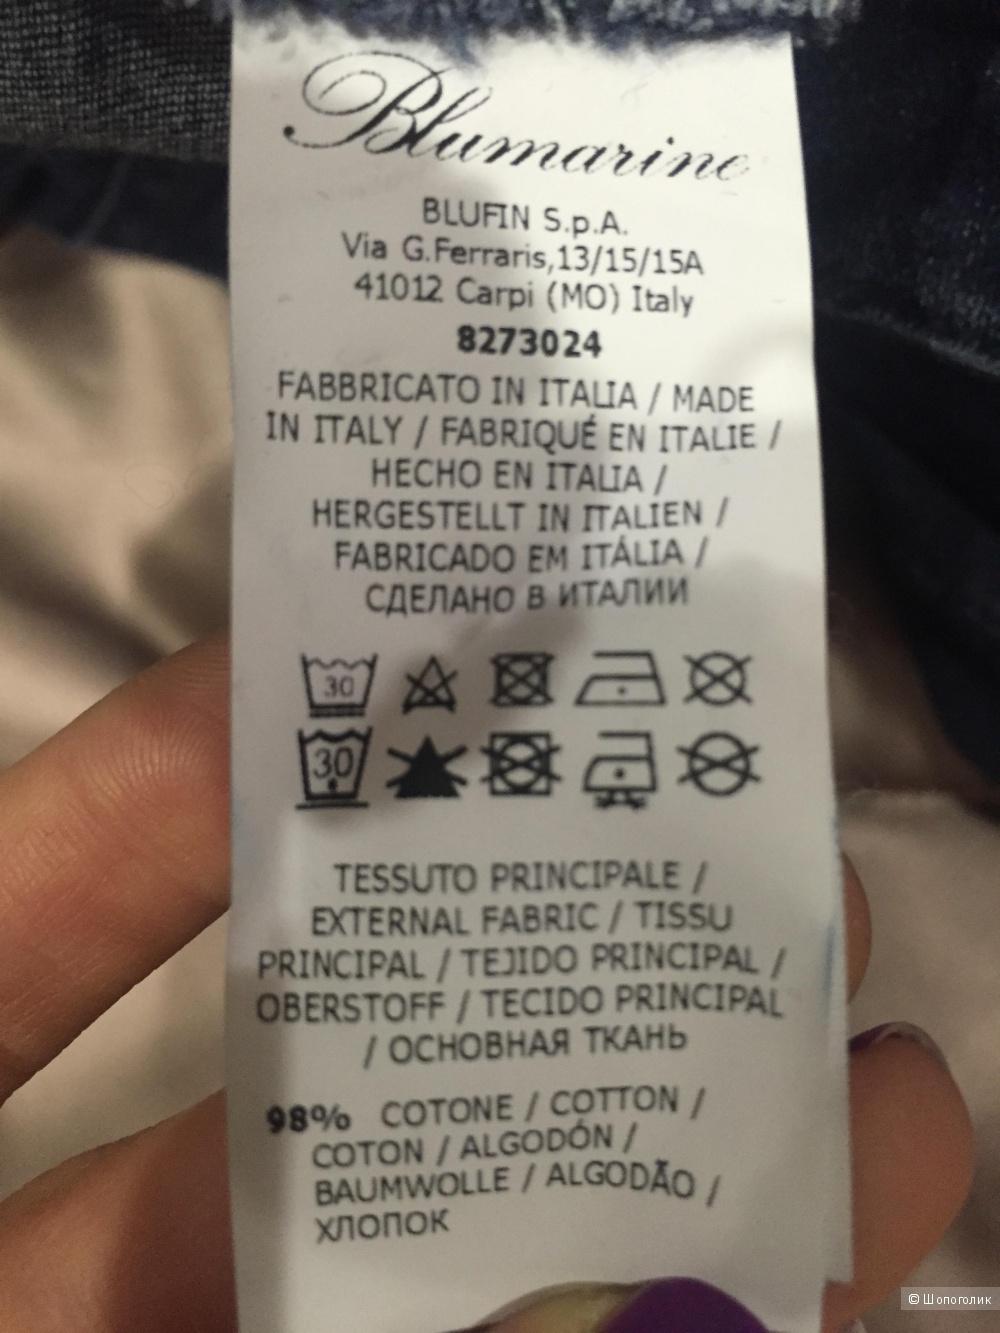 Blumarine
BLUFIN S.p.A.
Via G.Ferraris,13/15/15A
41012 Carpi (MO) Italy
8273024
FABBRICATO IN ITALIA / MADE
IN ITALY / FABRIQUÉ EN ITALIE /
HECHO EN ITALIA /
HERGESTELLT IN ITALIEN /
FABRICADO EM ITÁLIA /
СДЕЛАНО В ИТАЛИИ
30
30
TESSUTO PRINCIPALE /
EXTERNAL FABRIC / TISSU
PRINCIPAL / TEJIDO PRINCIPAL /
OBERSTOFF / TECIDO PRINCIPAL
/ ОСНОВНАЯ ТКАНЬ
98% COTONE / COTTON /
COTON / ALGODÓN /
BAUMWOLLE / ALGODÃO /
ХЛОПОК
© Шопоголик